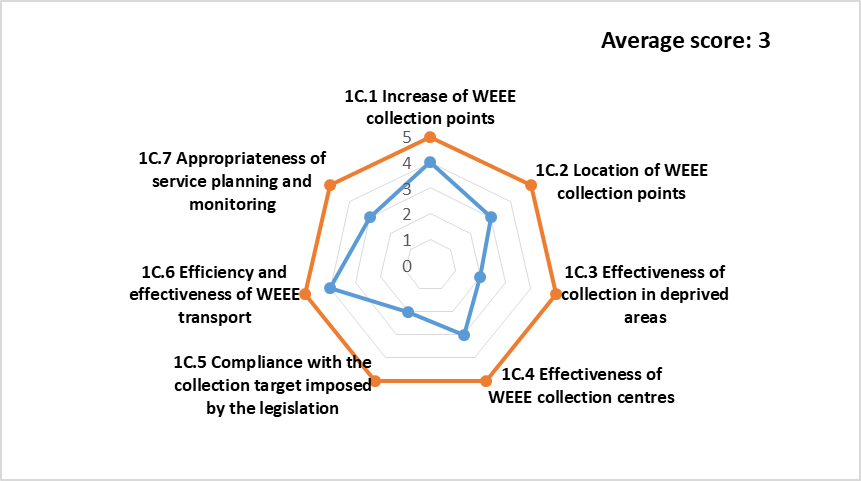 Average score: 3
1C.1 Increase of WEEE
collection points
5
4
3
2
1
0
1C.2 Location of WEEE
collection points
1C.3 Effectiveness of
collection in deprived
areas
1C.4 Effectiveness of
WEEE collection centres
1C.5 Compliance with the
collection target imposed
by the legislation
1C.6 Efficiency and
effectiveness of WEEE
transport
1C.7 Appropriateness of
service planning and
monitoring